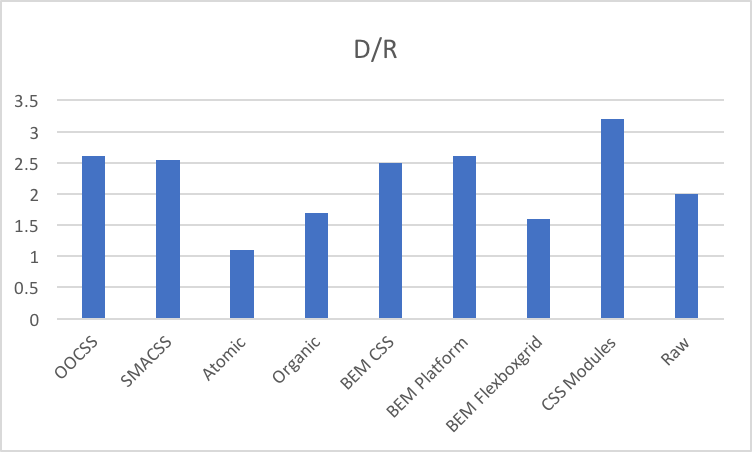 D/R
3.5
3
2.5
2
1.5
1
0.5
0
OOCSS
SMACSS
Atomic
Organic
BEM CSS
BEM Platform
BEM Flexboxgrid
CSS Modules
Raw